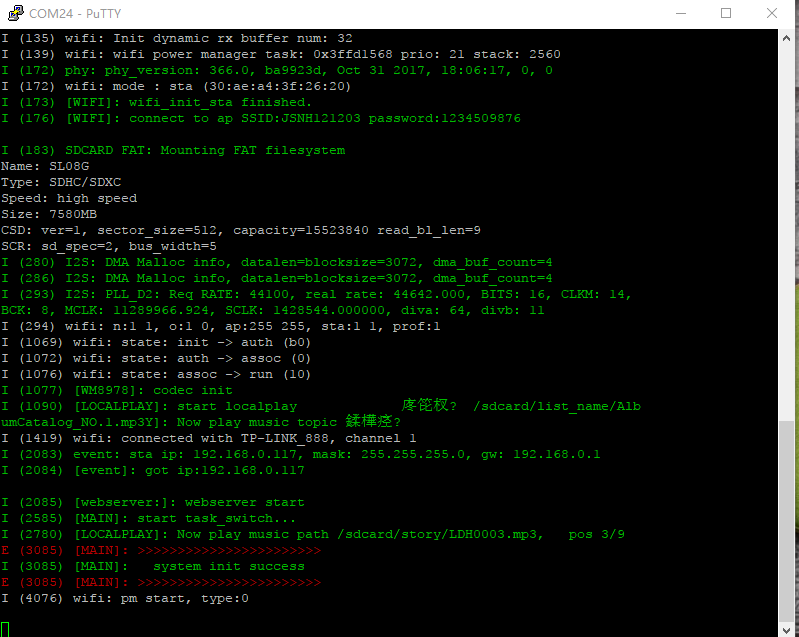 COM24 - PuTTY
I (135) wifi: Init dynamic rx buffer num: 32
I (139) wifi: wifi power manager task: 0x3ffd1568 prio: 21 stack: 2560
I (172) phy: phy_version: 366.0, ba9923d, Oct 31 2017, 18:06:17, 0, 0
I (172) wifi: mode : sta (30:ae:a4:3f:26:20)
I (173) [WIFI]: wifi_init_sta finished.
I (176) [WIFI]: connect to ap SSID:JSNH121203 password:1234509876
I (183) SDCARD FAT: Mounting FAT filesystem
Name: SL08G
Type: SDHC/SDXC
Speed: high speed
Size: 7580MB
CSD: ver=1, sector_size=512, capacity=15523840 read_bl_len=9
SCR: sd_spec=2, bus_width=5
I (280) I2S: DMA Malloc info, datalen=blocksize=3072, dma_buf_count=4
I (286) I2S: DMA Malloc info, datalen=blocksize=3072, dma_buf_count=4
I (293) I2S: PLL_D2: Req RATE: 44100, real rate: 44642.000, BITS: 16, CLKM: 14,
BCK: 8, MCLK: 11289966.924, SCLK: 1428544.000000, diva: 64, divb: 11
I (294) wifi: n:1 1, o:1 0, ap:255 255, sta:1 1, prof:1
I (1069) wifi: state: init -> auth (b0)
I (1072) wifi: state: auth -> assoc (0)
I (1076) wifi: state: assoc -> run (10)
I (1077) [WM8978]: codec init
I (1090) [LOCALPLAY]: start localplay ? /sdcard/list_name/Alb
umCatalog_NO.1.mp3Y]: Now play music topic ?
I (1419) wifi: connected with TP-LINK_888, channel 1
I (2083) event: sta ip: 192.168.0.117, mask: 255.255.255.0, gw: 192.168.0.1
I (2084) [event]: got ip:192.168.0.117
I (2085) [webserver:]: webserver start
I (2585) [MAIN]: start task_switch...
I (2780) [LOCALPLAY]: Now play music path /sdcard/story/LDH0003.mp3, pos 3/9
E (3085) [MAIN]: >>>>>>>>>>>>>>>>>>>>>>>
I (3085) [MAIN]: system init success
E (3085) [MAIN]: >>>>>>>>>>>>>>>>>>>>>>>
I (4076) wifi: pm start, type:0